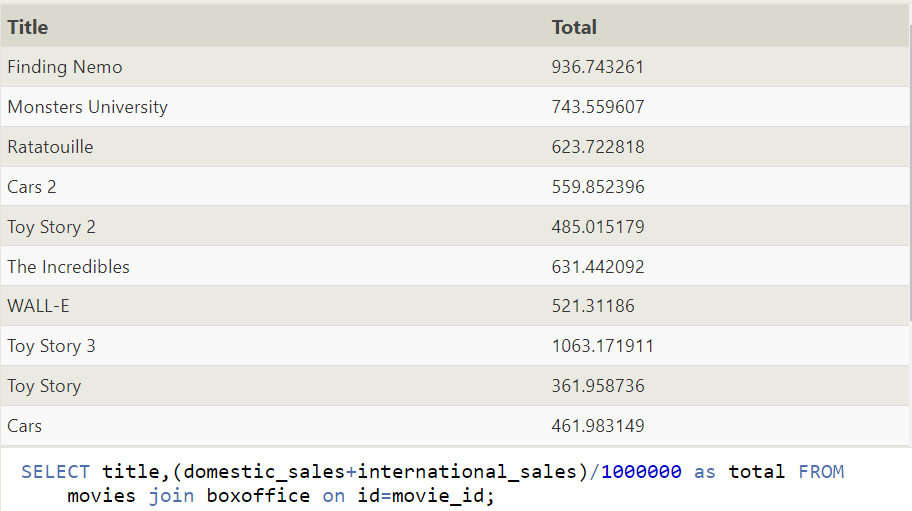 Title Total
Finding Nemo 936.743261
Monsters University 743.559607
Ratatouille 623.722818
Cars 2 559.852396
Toy Story 2 485.015179
The Incredibles 631.442092
WALL-E 521.31186
Toy Story 3 1063.171911
Toy Story 361.958736
Cars 461.983149
SELECT title,(domestic_sales+international_sales)/1000000 as total FROM
movies join boxoffice on id=movie_id;